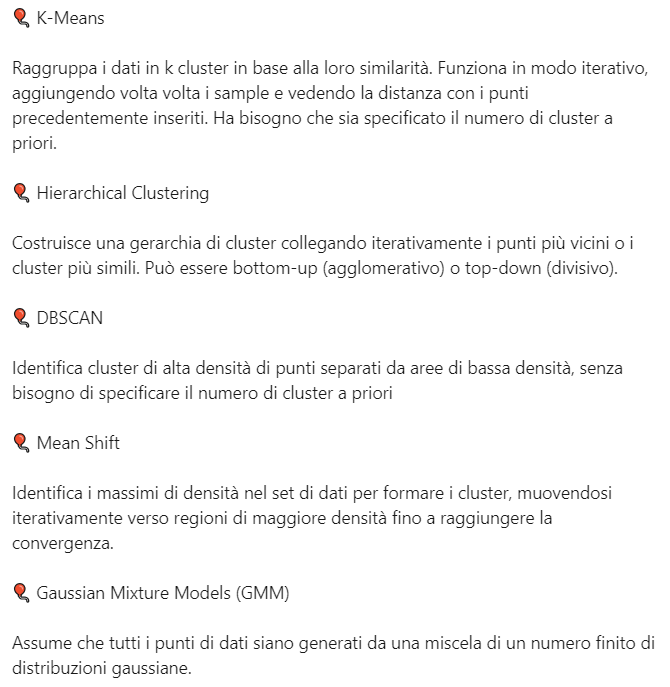 🎈 K-Means
Raggruppa i dati in k cluster in base alla loro similarità. Funziona in modo iterativo,
aggiungendo volta volta i sample e vedendo la distanza con i punti
precedentemente inseriti. Ha bisogno che sia specificato il numero di cluster a
priori.
🎈 Hierarchical Clustering
Costruisce una gerarchia di cluster collegando iterativamente i punti più vicini o i
cluster più simili. Può essere bottom-up (agglomerativo) o top-down (divisivo).
🎈 DBSCAN
Identifica cluster di alta densità di punti separati da aree di bassa densità, senza
bisogno di specificare il numero di cluster a priori
🎈 Mean Shift
Identifica i massimi di densità nel set di dati per formare i cluster, muovendosi
iterativamente verso regioni di maggiore densità fino a raggiungere la
convergenza.
🎈 Gaussian Mixture Models (GMM)
Assume che tutti i punti di dati siano generati da una miscela di un numero finito di
distribuzioni gaussiane.